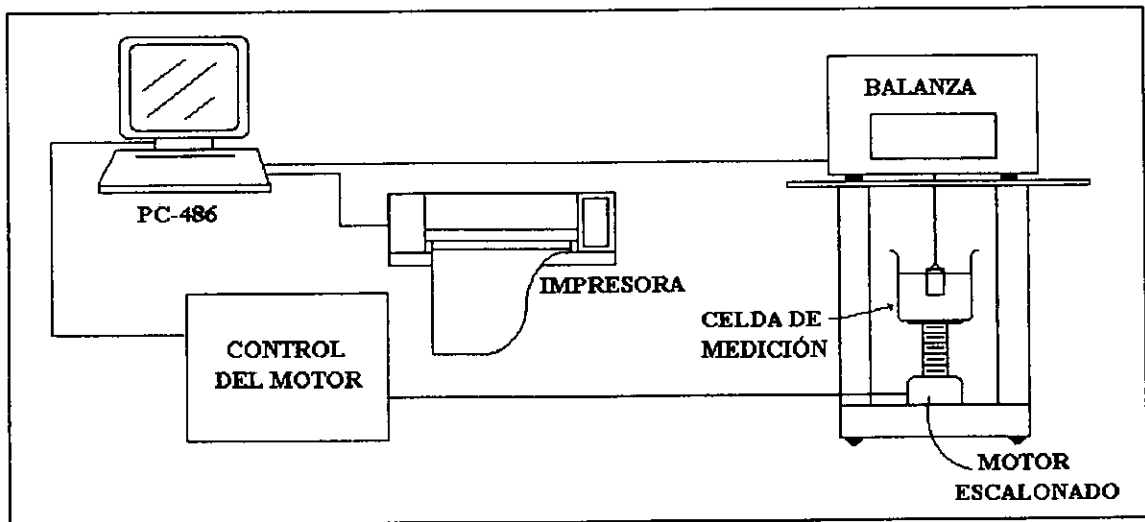 BALANZA
PC-486
IMPRESORA
CELDA DE
MEDICIÓN
CONTROL
DEL MOTOR
MOTOR
ESCALONADO